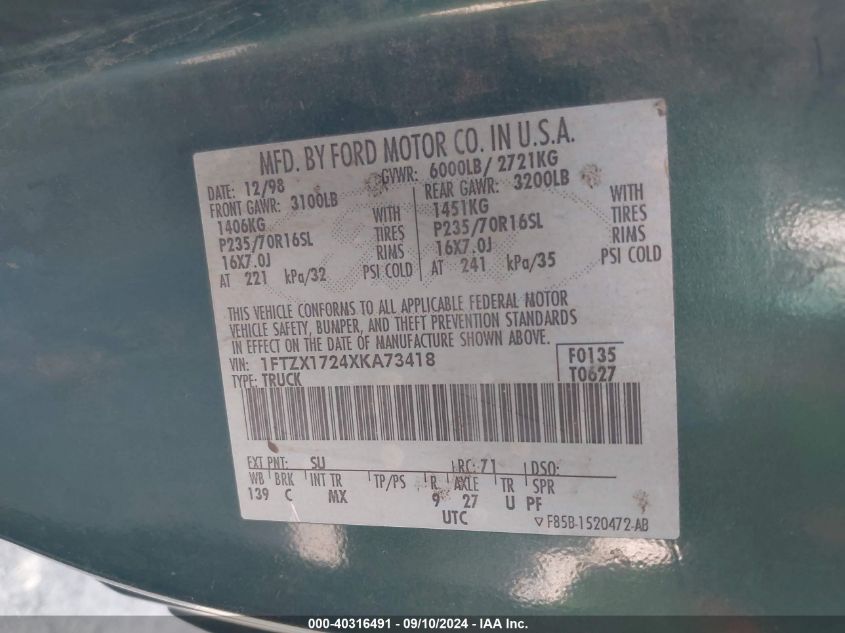 MFD. BY FORD MOTOR CO. IN U.S.A.
DATE: 12/98 GVWR: 6000LB/ 2721KG
FRONT GAWR: 3100LB REAR GAWR: 3200LB
1406KG WITH 1451KG WITH
P235/70R16SL TIRES P235/70R16SL TIRES
16X7.0J RIMS 16X7.0J RIMS
AT 221 kPa/32 PSI COLD AT 241 kPa/35 PSI COLD
THIS VEHICLE CONFORMS TO ALL APPLICABLE FEDERAL MOTOR
VEHICLE SAFETY, BUMPER, AND THEFT PREVENTION STANDARDS
IN EFFECT ON THE DATE OF MANUFACTURE SHOWN ABOVE.
VIN: 1FTZX1724XKA73418 F0135
TYPE: TRUCK T0627
EXT PNT: SU RC: 71 DSO:
WB BRK INT TR TP/PS R AXLE TR SPR
139 C MX 9 27 U PF
UTC
▽ F85B-1520472-AB
000-40316491 - 09/10/2024 - IAA Inc.